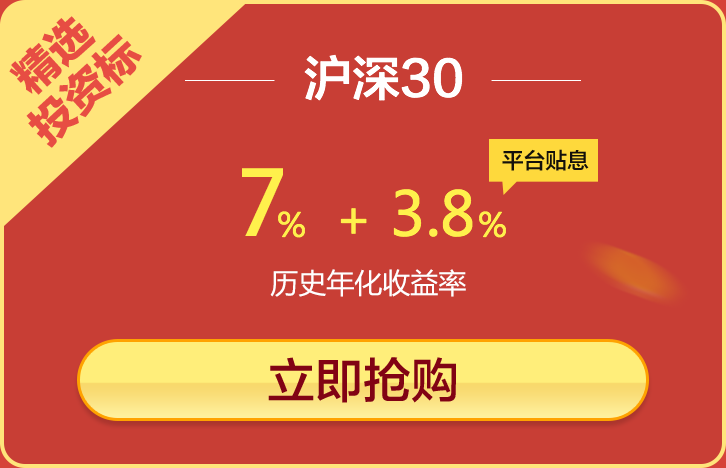 精选
投资标
沪深30
平台贴息
7% + 3.8%
历史年化收益率
立即抢购